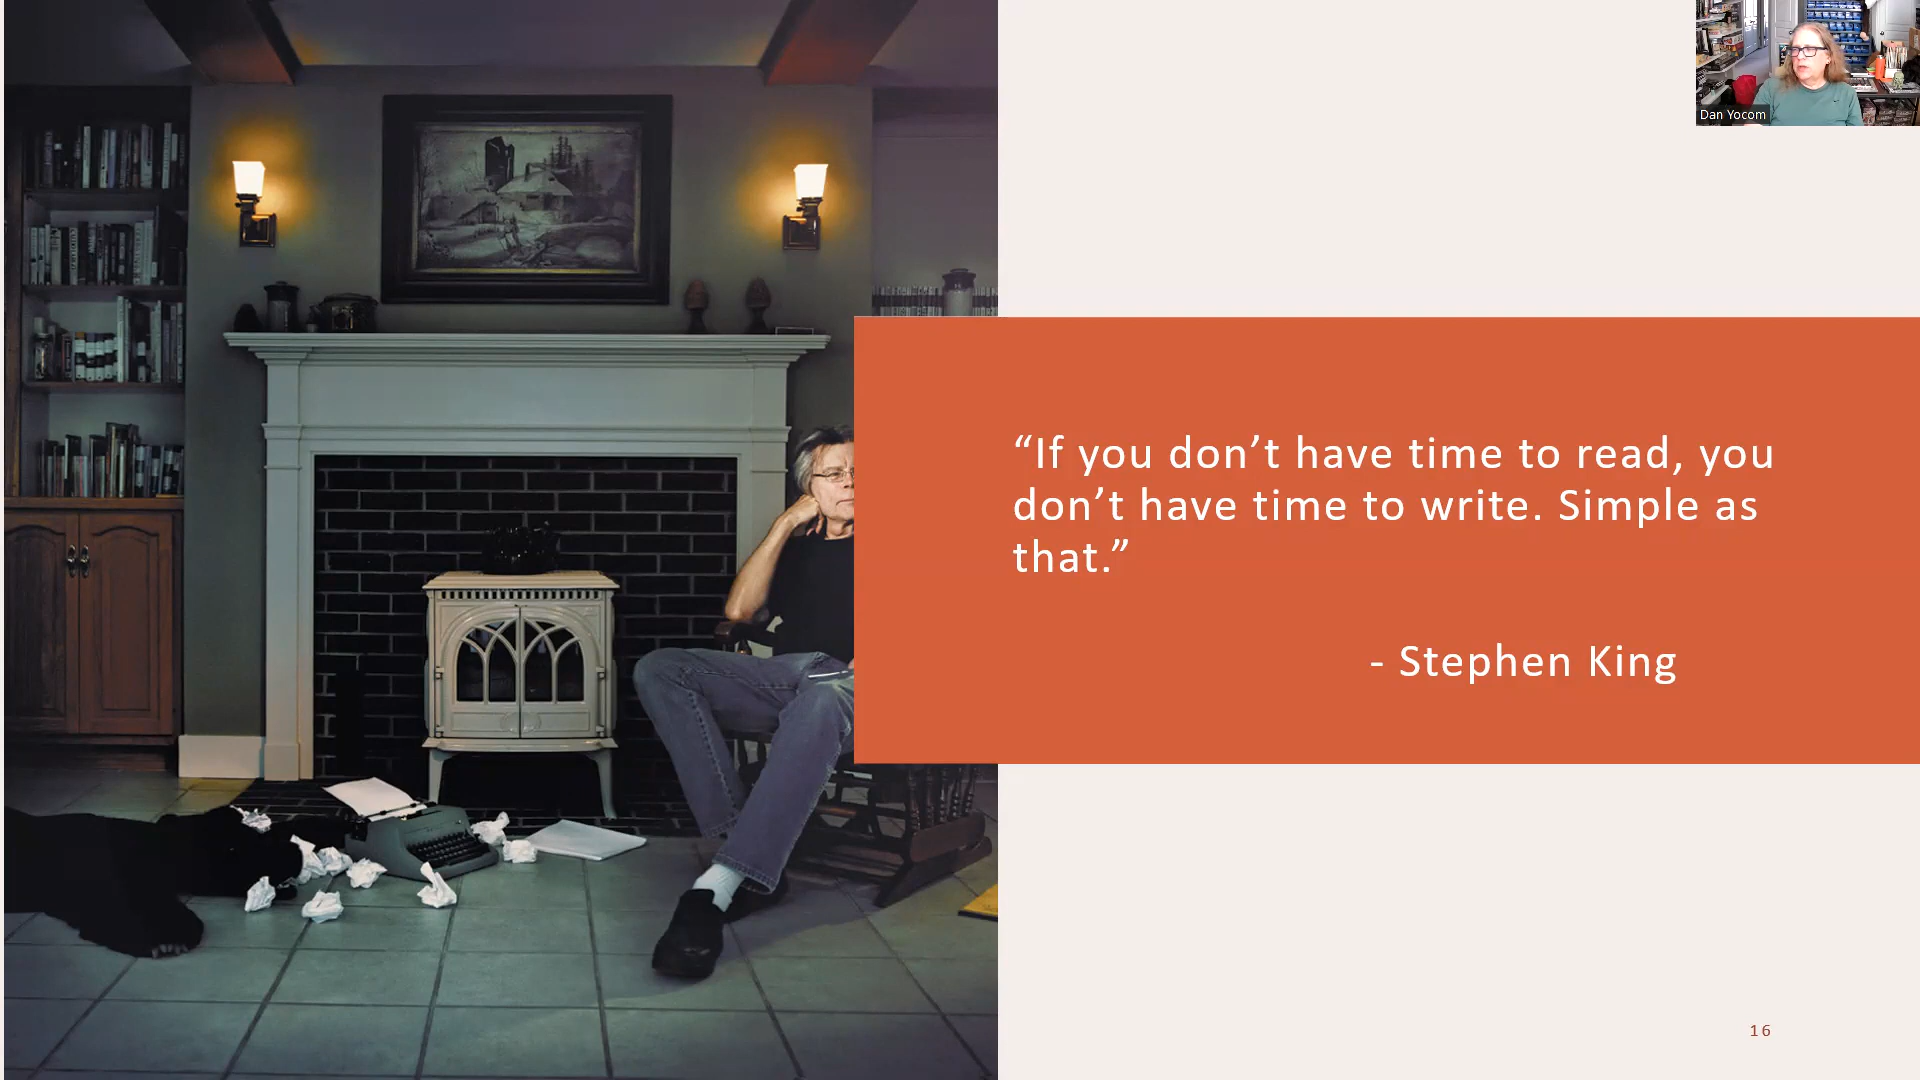 Dan Yocom
“If you don’t have time to read, you
don’t have time to write. Simple as
that.”
- Stephen King
16